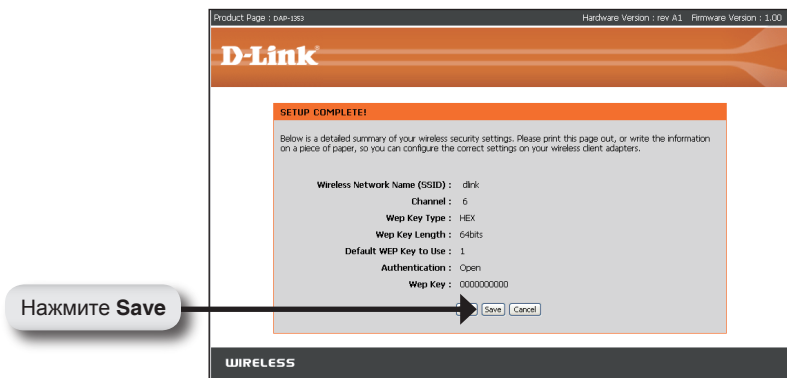 Product Page : DAP-1353 Hardware Version : rev A1 Firmware Version : 1.00
D-Link
SETUP COMPLETE!
Below is a detailed summary of your wireless security settings. Please print this page out, or write the information
on a piece of paper, so you can configure the correct settings on your wireless client adapters.
Wireless Network Name (SSID) : dlink
Channel : 6
Wep Key Type : HEX
Wep Key Length : 64bits
Default WEP Key to Use : 1
Authentication : Open
Wep Key : 0000000000
Нажмите Save
Save Cancel
WIRELESS